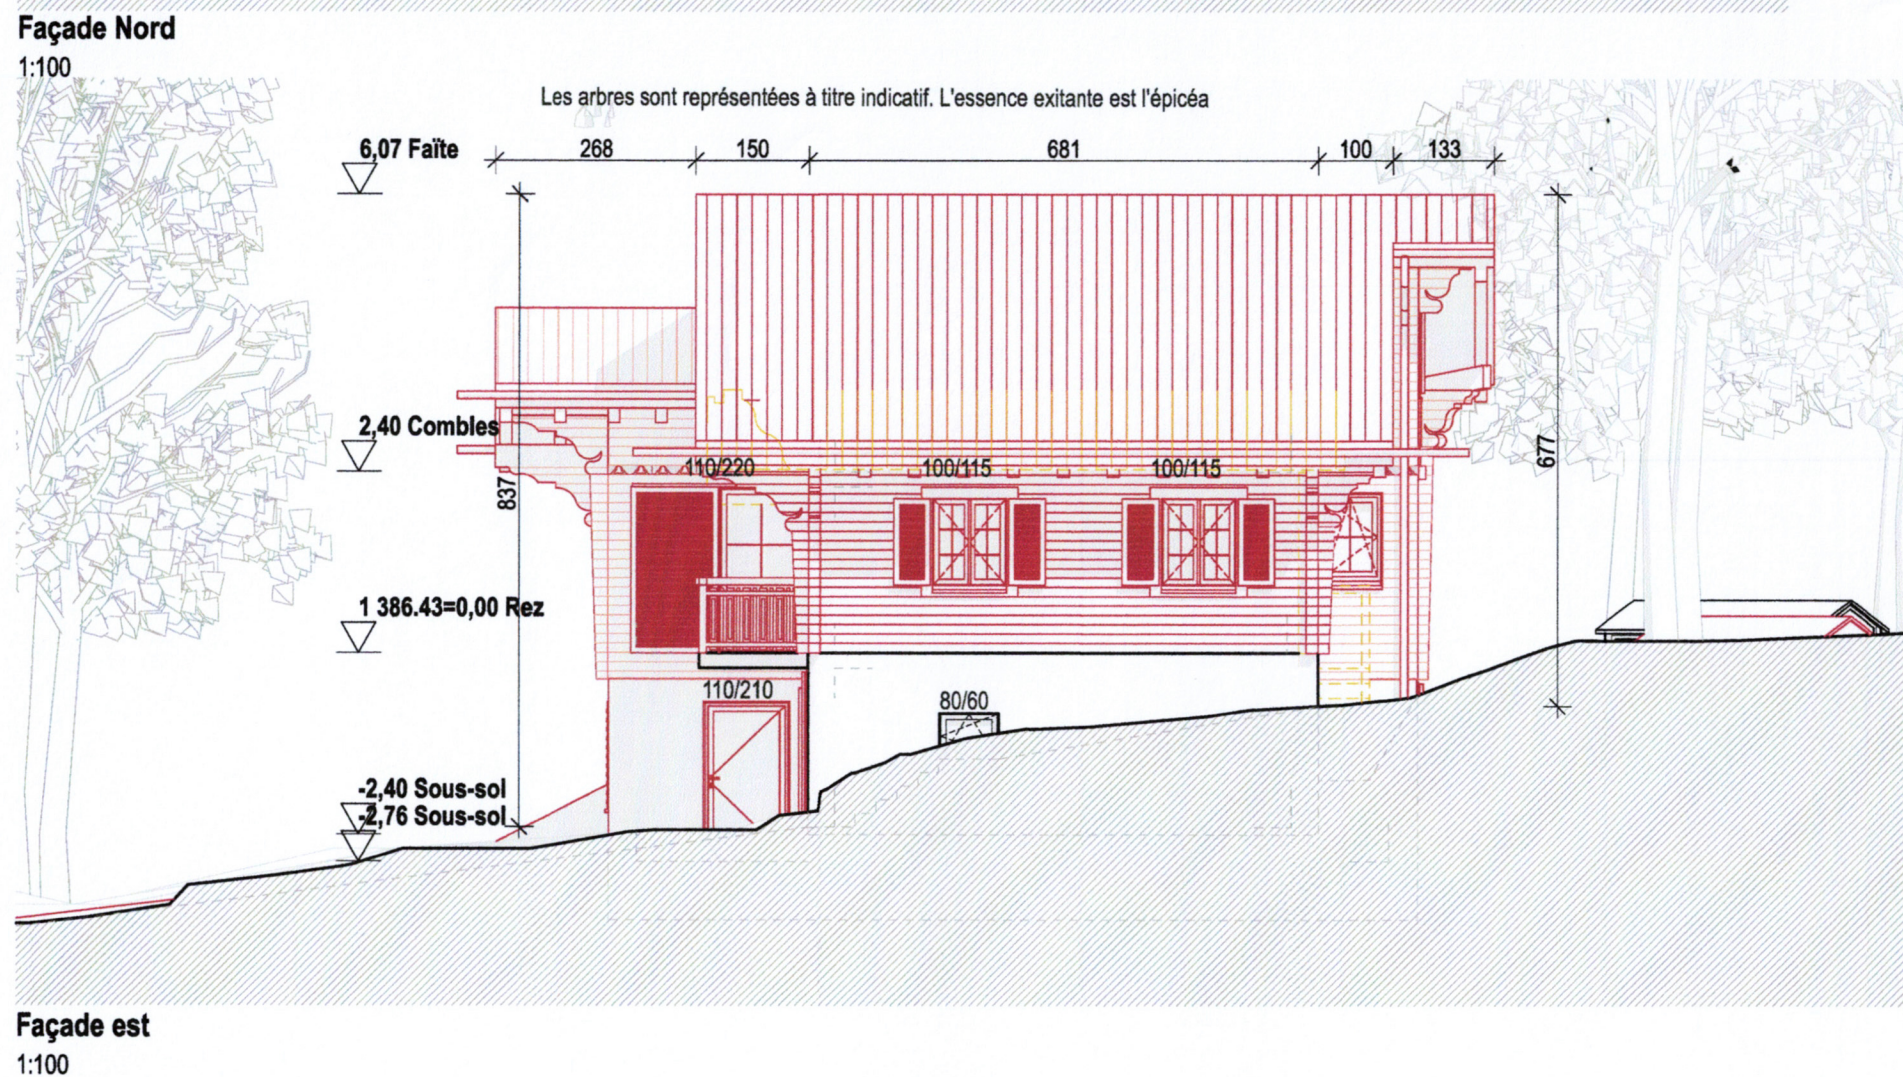 Façade Nord
1:100
Les arbres sont représentées à titre indicatif. L'essence exitante est l'épicéa
6,07 Faïte
268 150 681 100 133
2,40 Combles
837
677
110/220 100/115 100/115
1 386.43=0,00 Rez
110/210
80/60
-2,40 Sous-sol
-2,76 Sous-sol
Façade est
1:100